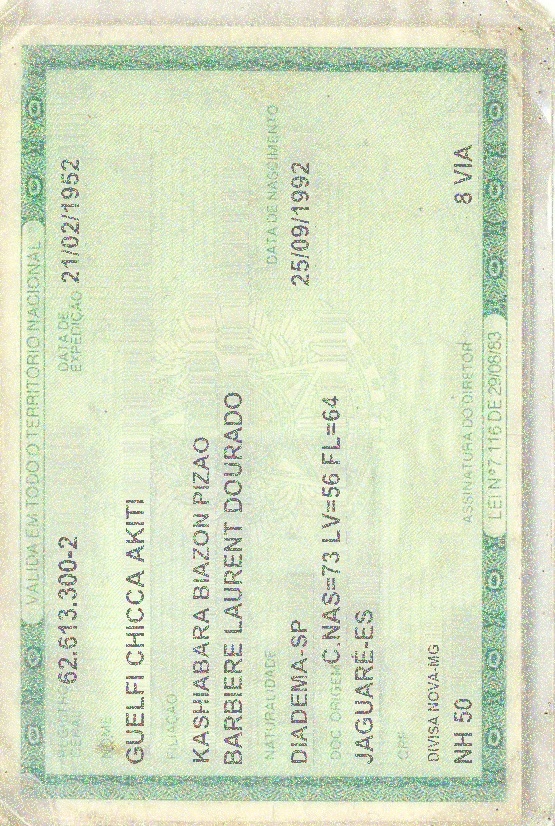 VÁLIDA EM TODO O TERRITÓRIO NACIONAL
REGISTRO GERAL 62.613.300-2 DATA DE EXPEDIÇÃO 21/02/1952
NOME
GUELFI CHICCA AKITI
FILIAÇÃO
KASHIABARA BIAZON PIZAO
BARBIERE LAURENT DOURADO
NATURALIDADE DATA DE NASCIMENTO
DIADEMA-SP 25/09/1992
DOC ORIGEM C.NAS=73 LV=56 FL=64
JAGUARÉ-ES
CPF
DIVISA NOVA-MG
NH 50 8 VIA
ASSINATURA DO DIRETOR
LEI Nº 7.116 DE 29/08/83